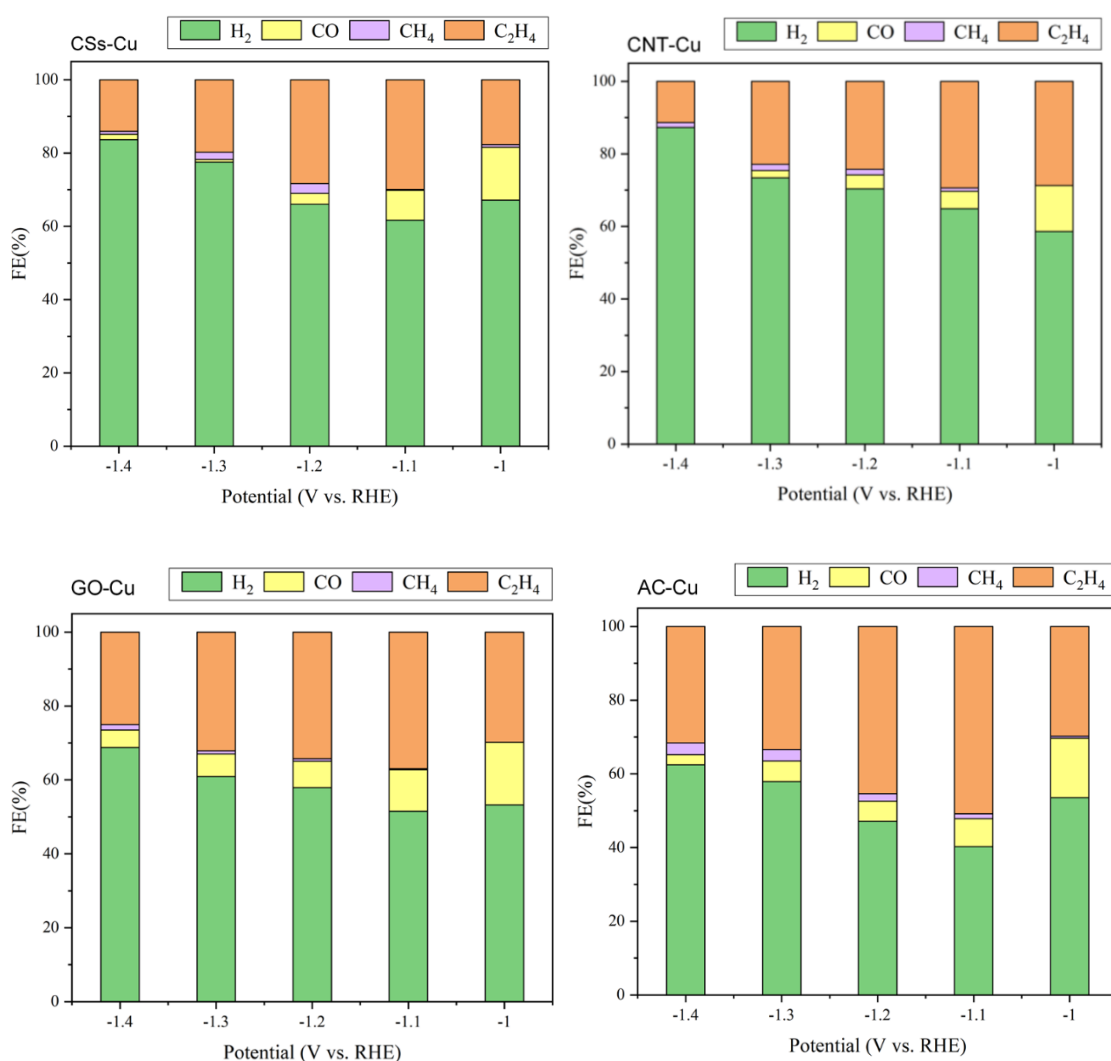 CSs-Cu
H₂ CO CH₄ C₂H₄
FE(%)
100
80
60
40
20
0
-1.4 -1.3 -1.2 -1.1 -1
Potential (V vs. RHE)
CNT-Cu
H₂ CO CH₄ C₂H₄
FE(%)
100
80
60
40
20
0
-1.4 -1.3 -1.2 -1.1 -1
Potential (V vs. RHE)
GO-Cu
H₂ CO CH₄ C₂H₄
FE(%)
100
80
60
40
20
0
-1.4 -1.3 -1.2 -1.1 -1
Potential (V vs. RHE)
AC-Cu
H₂ CO CH₄ C₂H₄
FE(%)
100
80
60
40
20
0
-1.4 -1.3 -1.2 -1.1 -1
Potential (V vs. RHE)